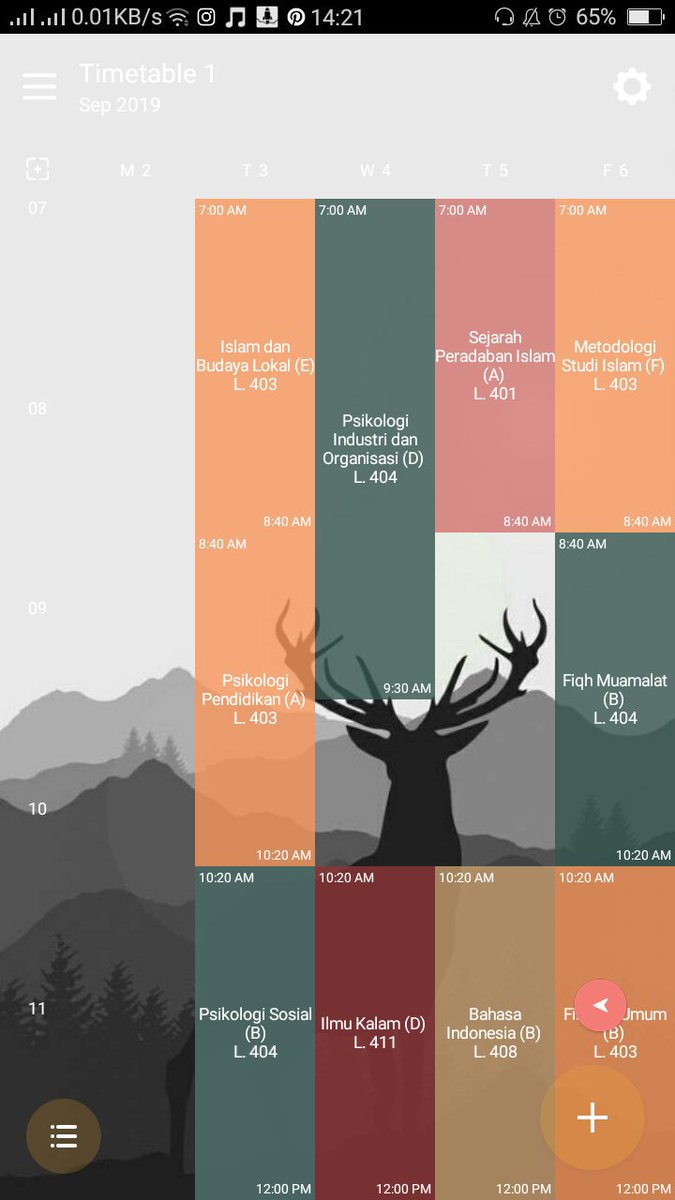 0.01KB/s 14:21 65%
Timetable 1
Sep 2019
M 2 T 3 W 4 T 5 F 6
07
08
09
10
11
7:00 AM
Islam dan
Budaya Lokal (E)
L. 403
8:40 AM
8:40 AM
Psikologi
Pendidikan (A)
L. 403
10:20 AM
10:20 AM
Psikologi Sosial
(B)
L. 404
12:00 PM
7:00 AM
Psikologi
Industri dan
Organisasi (D)
L. 404
9:30 AM
10:20 AM
Ilmu Kalam (D)
L. 411
12:00 PM
7:00 AM
Sejarah
Peradaban Islam
(A)
L. 401
8:40 AM
10:20 AM
Bahasa
Indonesia (B)
L. 408
12:00 PM
7:00 AM
Metodologi
Studi Islam (F)
L. 403
8:40 AM
8:40 AM
Fiqh Muamalat
(B)
L. 404
10:20 AM
10:20 AM
Umum
(B)
L. 403
12:00 PM